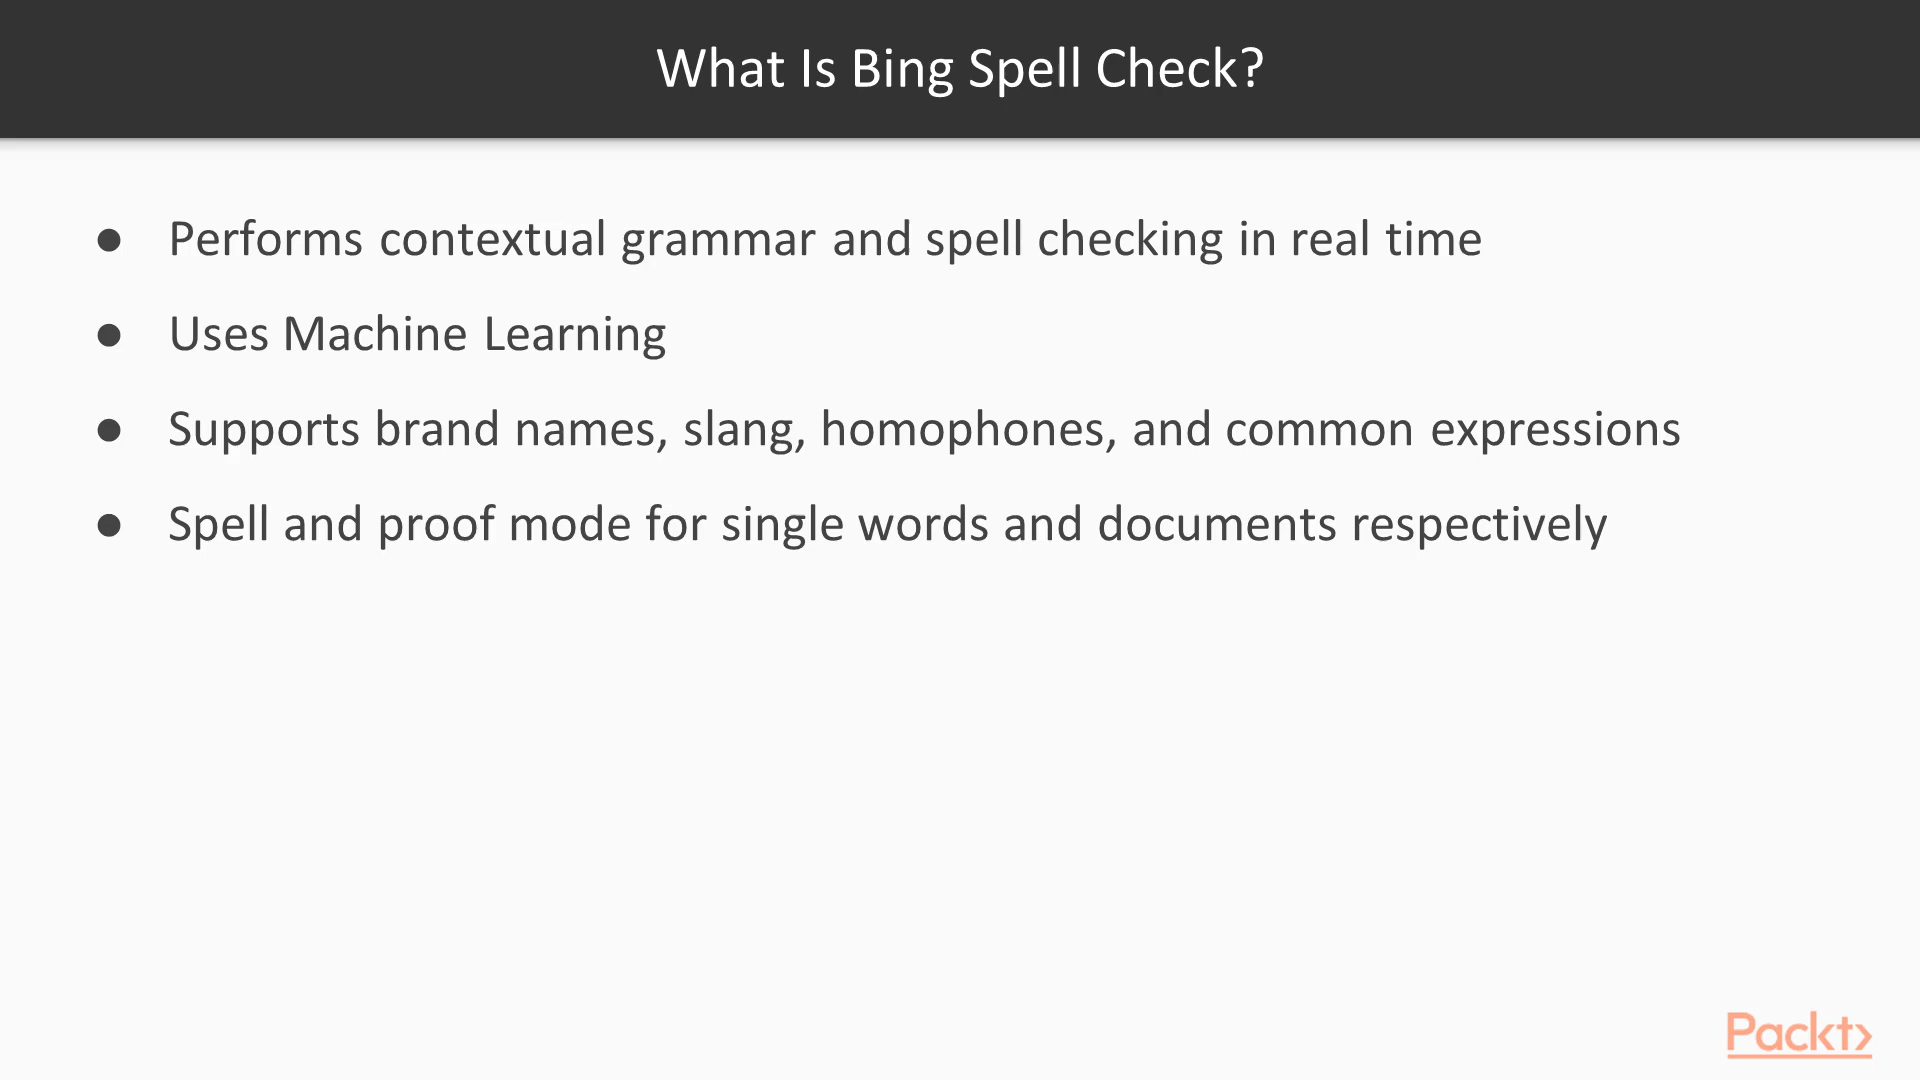 What Is Bing Spell Check?
● Performs contextual grammar and spell checking in real time
● Uses Machine Learning
● Supports brand names, slang, homophones, and common expressions
● Spell and proof mode for single words and documents respectively
Packt>